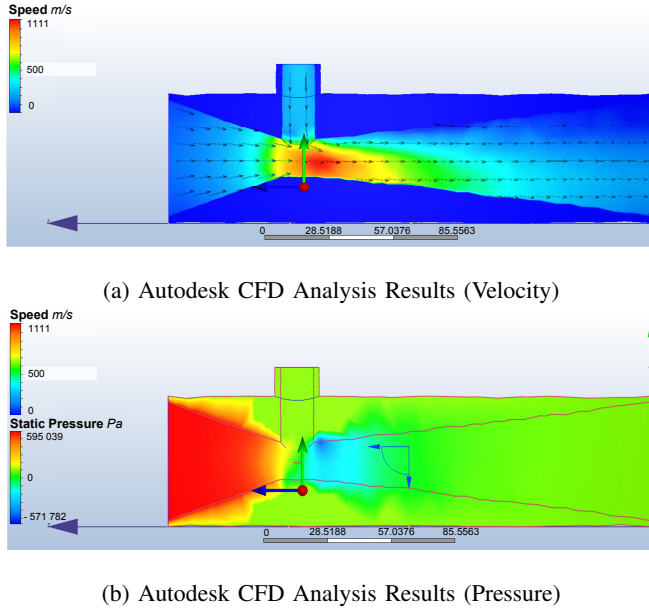 Speed m/s
1111
500
0
0 28.5188 57.0376 85.5563
(a) Autodesk CFD Analysis Results (Velocity)
Speed m/s
1111
500
0
Static Pressure Pa
595 039
0
- 571 782
0 28.5188 57.0376 85.5563
(b) Autodesk CFD Analysis Results (Pressure)